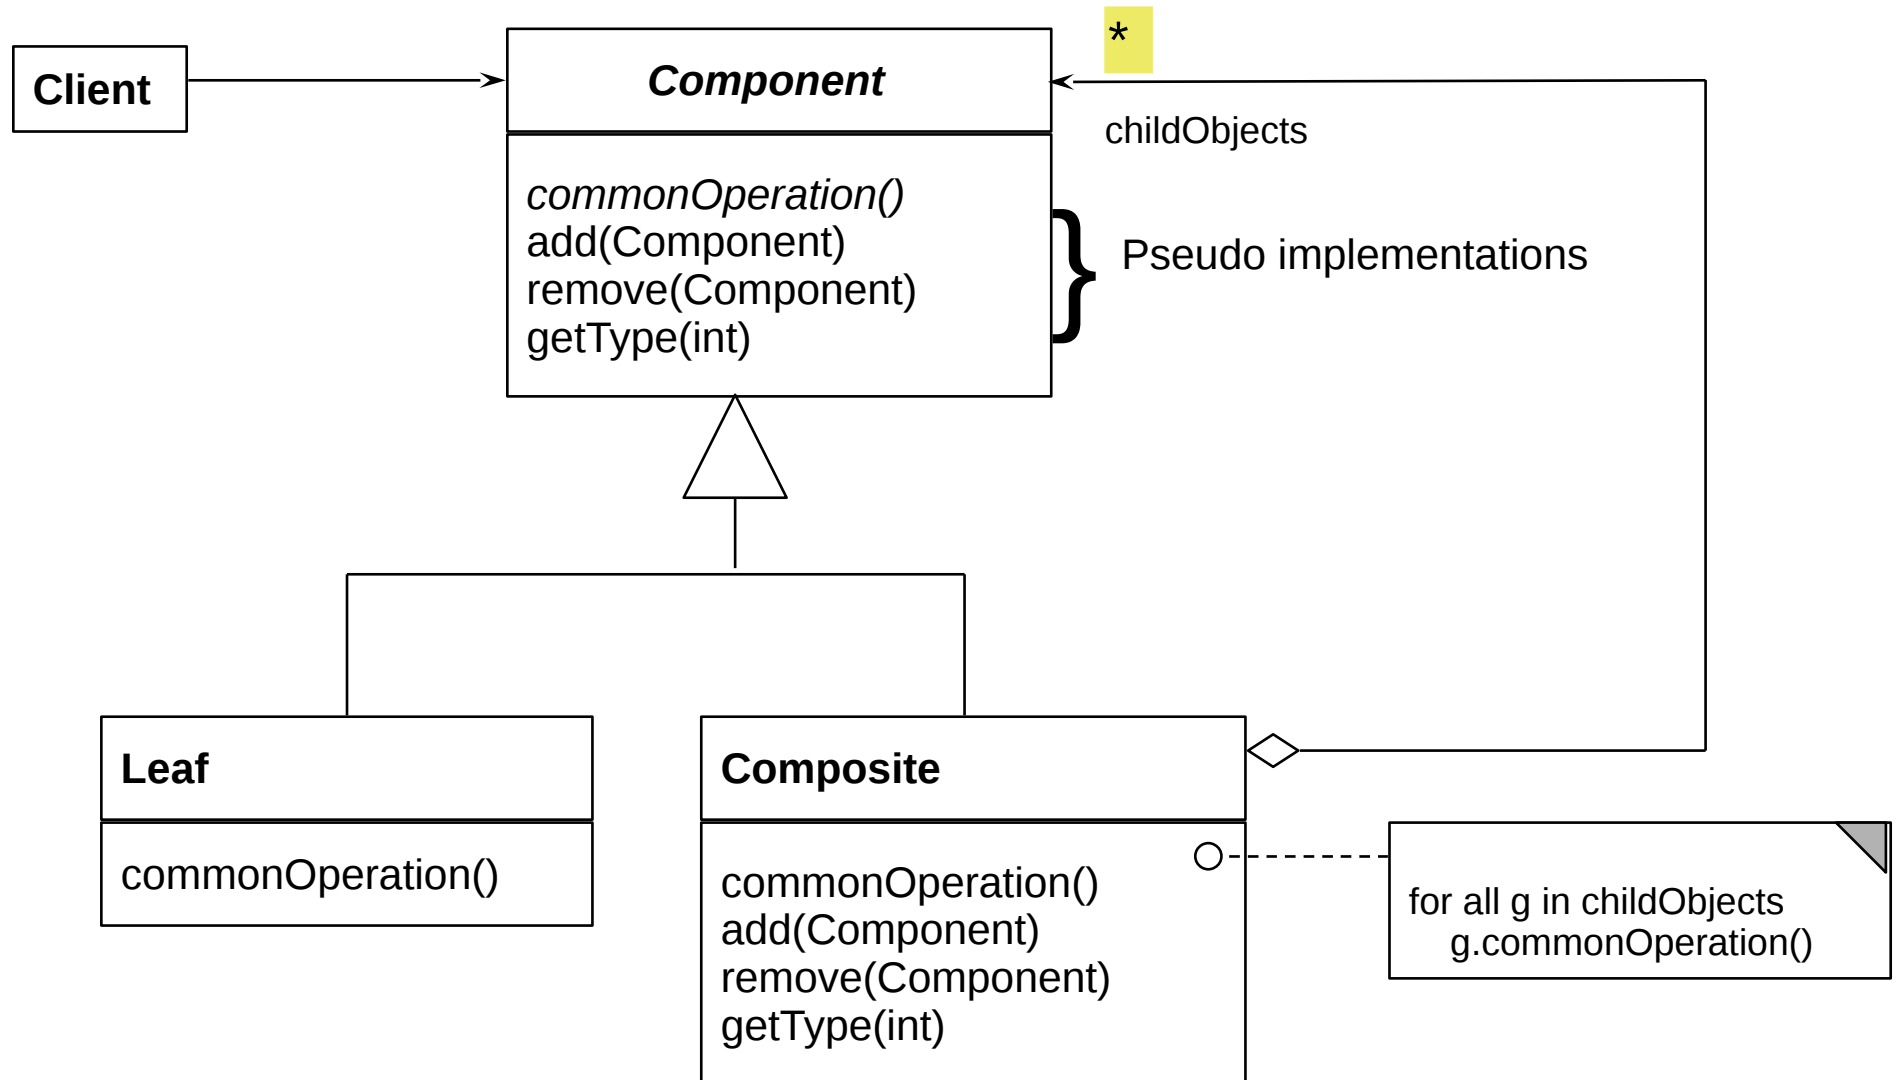 Client
Component
*
childObjects
commonOperation()
add(Component)
remove(Component)
getType(int)
} Pseudo implementations
Leaf
commonOperation()
Composite
commonOperation()
add(Component)
remove(Component)
getType(int)
for all g in childObjects
g.commonOperation()